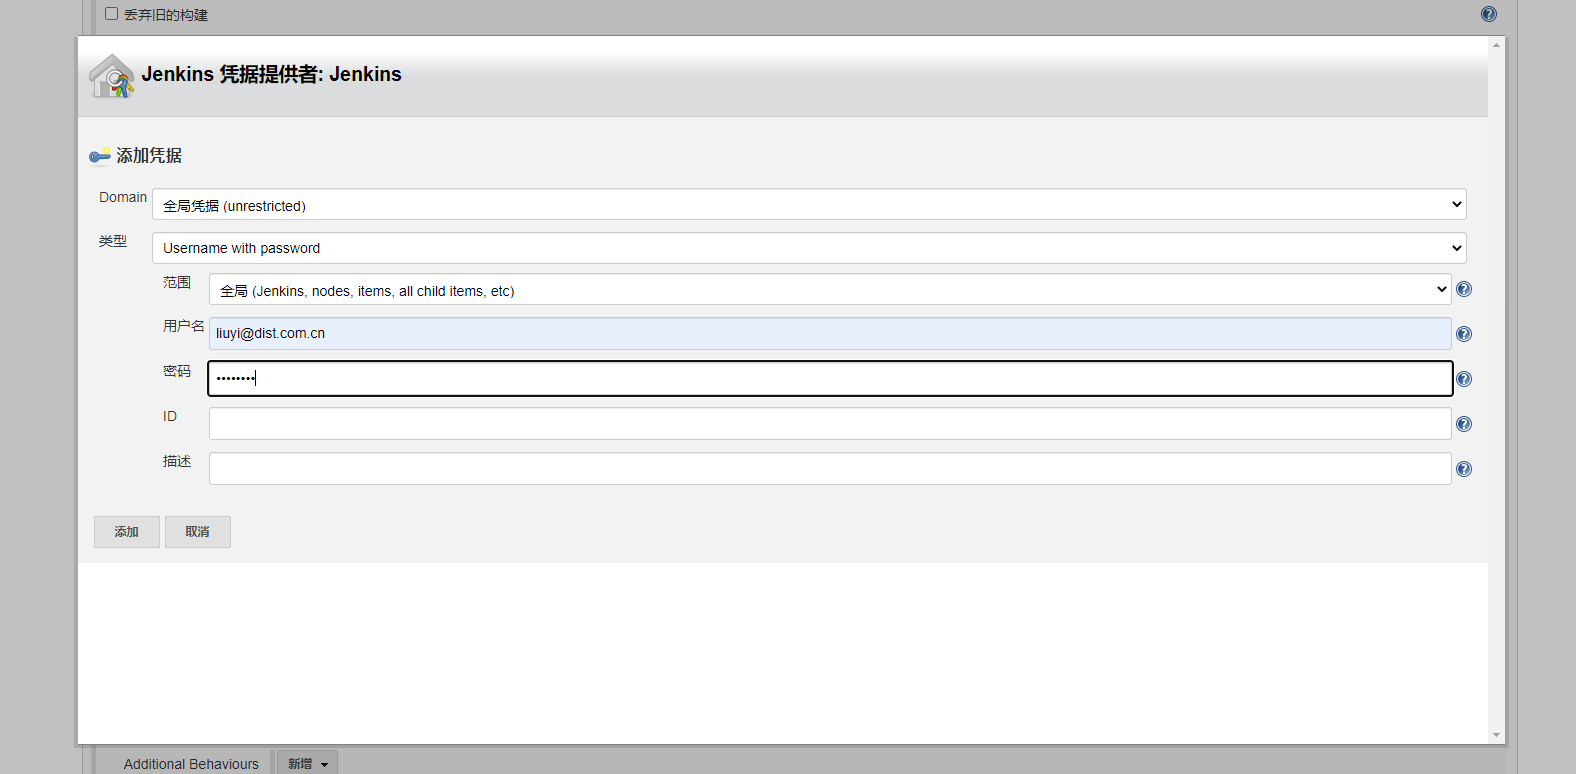 丢弃旧的构建
Jenkins 凭据提供者: Jenkins
添加凭据
Domain
全局凭据 (unrestricted)
类型
Username with password
范围
全局 (Jenkins, nodes, items, all child items, etc)
用户名
liuyi@dist.com.cn
密码
••••••••
ID
描述
添加 取消
Additional Behaviours 新增